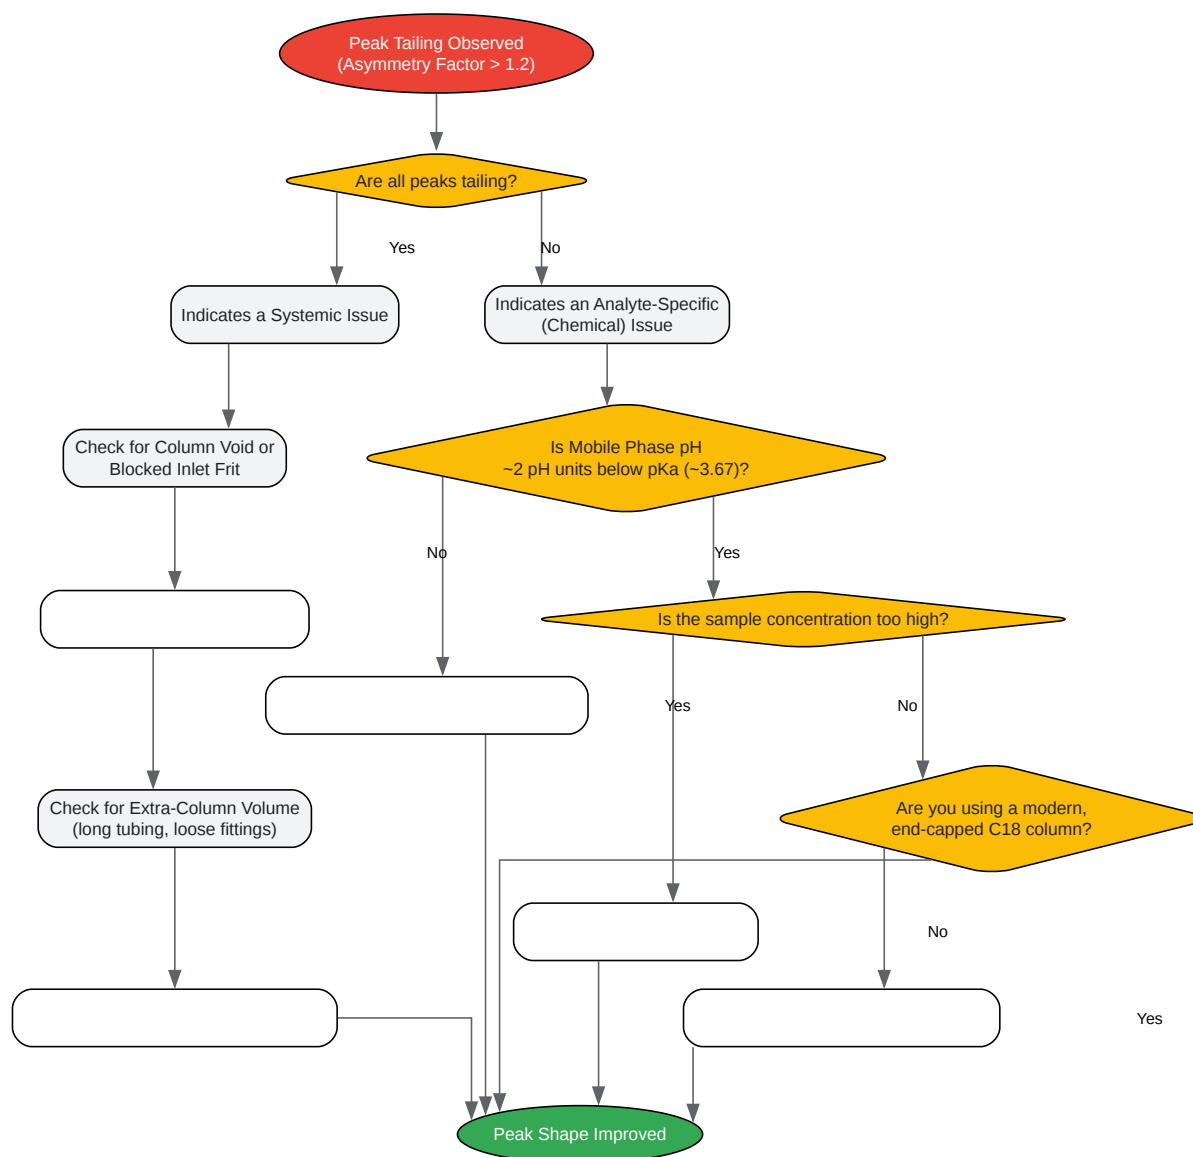 Peak Tailing Observed
(Asymmetry Factor > 1.2)
Are all peaks tailing?
Yes
No
Indicates a Systemic Issue
Indicates an Analyte-Specific
(Chemical) Issue
Check for Column Void or
Blocked Inlet Frit
Is Mobile Phase pH
~2 pH units below pKa (~3.67)?
No
Yes
Is the sample concentration too high?
Yes
No
Check for Extra-Column Volume
(long tubing, loose fittings)
Are you using a modern,
end-capped C18 column?
No
Yes
Peak Shape Improved